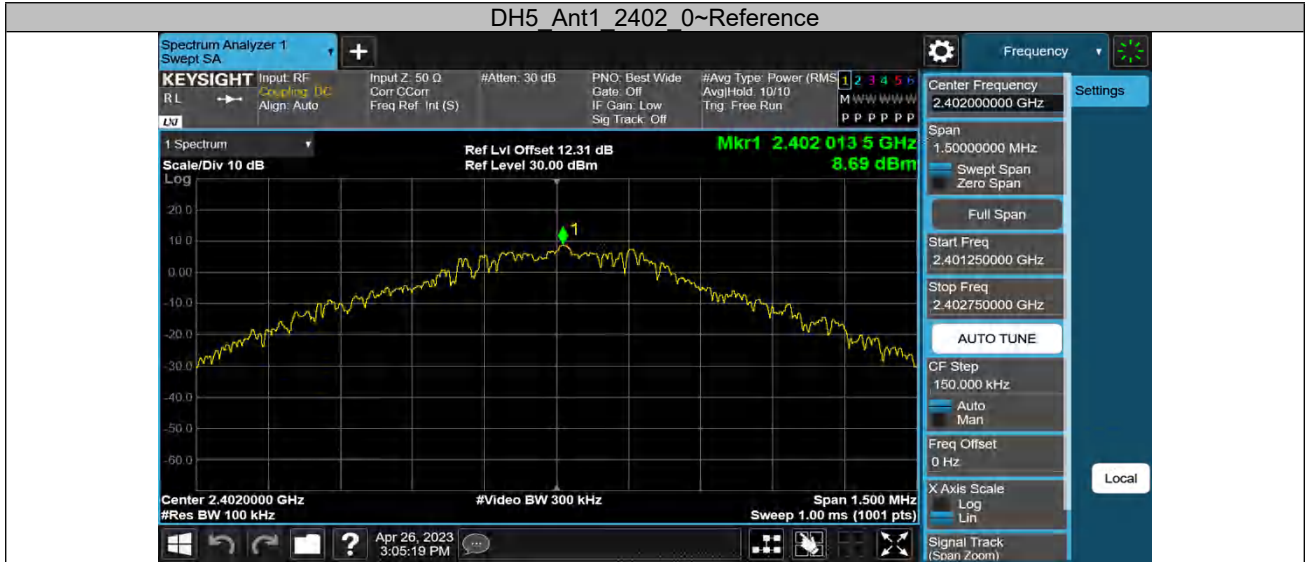 DH5_Ant1_2402_0~Reference
Spectrum Analyzer 1
Swept SA
+
Frequency
KEYSIGHT
RL
LXI
Input: RF
Coupling: DC
Align: Auto
Input Z: 50 Ω
Corr CCorr
Freq Ref: Int (S)
#Atten: 30 dB
PNO: Best Wide
Gate: Off
IF Gain: Low
Sig Track: Off
#Avg Type: Power (RMS
Avg|Hold: 10/10
Trig: Free Run
1 2 3 4 5 6
M W W W W W
P P P P P P
1 Spectrum
Scale/Div 10 dB
Log
Ref Lvl Offset 12.31 dB
Ref Level 30.00 dBm
Mkr1 2.402 013 5 GHz
8.69 dBm
20.0
10.0
0.00
-10.0
-20.0
-30.0
-40.0
-50.0
-60.0
1
Center 2.4020000 GHz
#Res BW 100 kHz
#Video BW 300 kHz
Span 1.500 MHz
Sweep 1.00 ms (1001 pts)
Center Frequency
2.402000000 GHz
Settings
Span
1.50000000 MHz
Swept Span
Zero Span
Full Span
Start Freq
2.401250000 GHz
Stop Freq
2.402750000 GHz
AUTO TUNE
CF Step
150.000 kHz
Auto
Man
Freq Offset
0 Hz
X Axis Scale
Log
Lin
Local
Signal Track
(Span Zoom)
?
Apr 26, 2023
3:05:19 PM